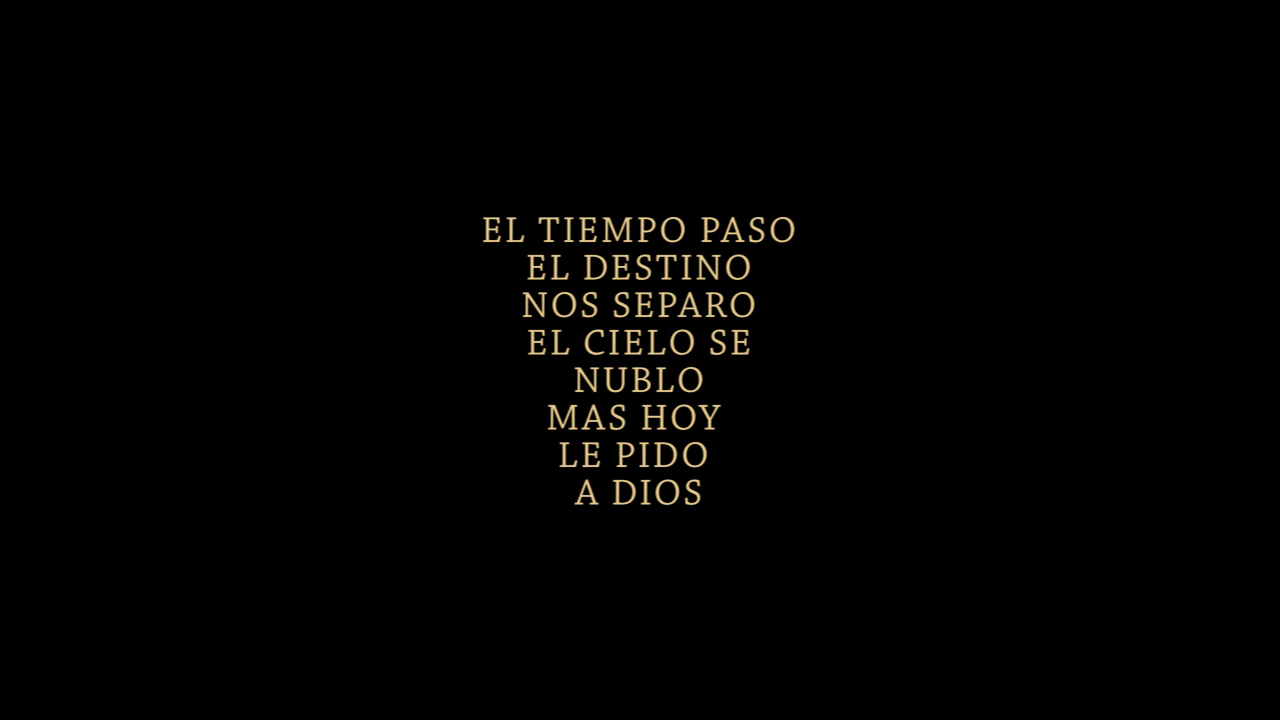 EL TIEMPO PASO
EL DESTINO
NOS SEPARO
EL CIELO SE
NUBLO
MAS HOY
LE PIDO
A DIOS